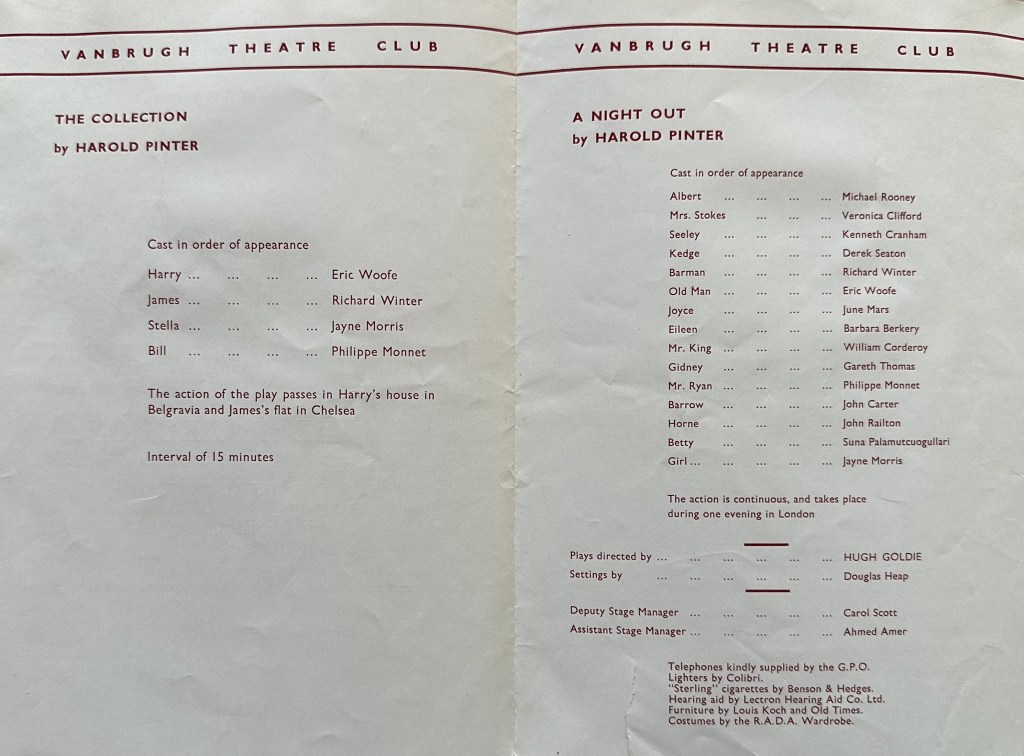 VANBRUGH THEATRE CLUB
THE COLLECTION
by HAROLD PINTER
Cast in order of appearance
Harry ... ... ... ... Eric Woofe
James ... ... ... ... Richard Winter
Stella ... ... ... ... Jayne Morris
Bill ... ... ... ... Philippe Monnet
The action of the play passes in Harry's house in
Belgravia and James's flat in Chelsea
Interval of 15 minutes
VANBRUGH THEATRE CLUB
A NIGHT OUT
by HAROLD PINTER
Cast in order of appearance
Albert ... ... ... ... Michael Rooney
Mrs. Stokes ... ... ... Veronica Clifford
Seeley ... ... ... ... Kenneth Cranham
Kedge ... ... ... ... Derek Seaton
Barman ... ... ... ... Richard Winter
Old Man ... ... ... ... Eric Woofe
Joyce ... ... ... ... June Mars
Eileen ... ... ... ... Barbara Berkery
Mr. King ... ... ... ... William Corderoy
Gidney ... ... ... ... Gareth Thomas
Mr. Ryan ... ... ... ... Philippe Monnet
Barrow ... ... ... ... John Carter
Horne ... ... ... ... John Railton
Betty ... ... ... ... Suna Palamutcuogullari
Girl ... ... ... ... Jayne Morris
The action is continuous, and takes place
during one evening in London
Plays directed by ... ... ... ... ... HUGH GOLDIE
Settings by ... ... ... ... ... Douglas Heap
Deputy Stage Manager ... ... ... ... ... Carol Scott
Assistant Stage Manager ... ... ... ... ... Ahmed Amer
Telephones kindly supplied by the G.P.O.
Lighters by Colibri.
"Sterling" cigarettes by Benson & Hedges.
Hearing aid by Lectron Hearing Aid Co. Ltd.
Furniture by Louis Koch and Old Times.
Costumes by the R.A.D.A. Wardrobe.